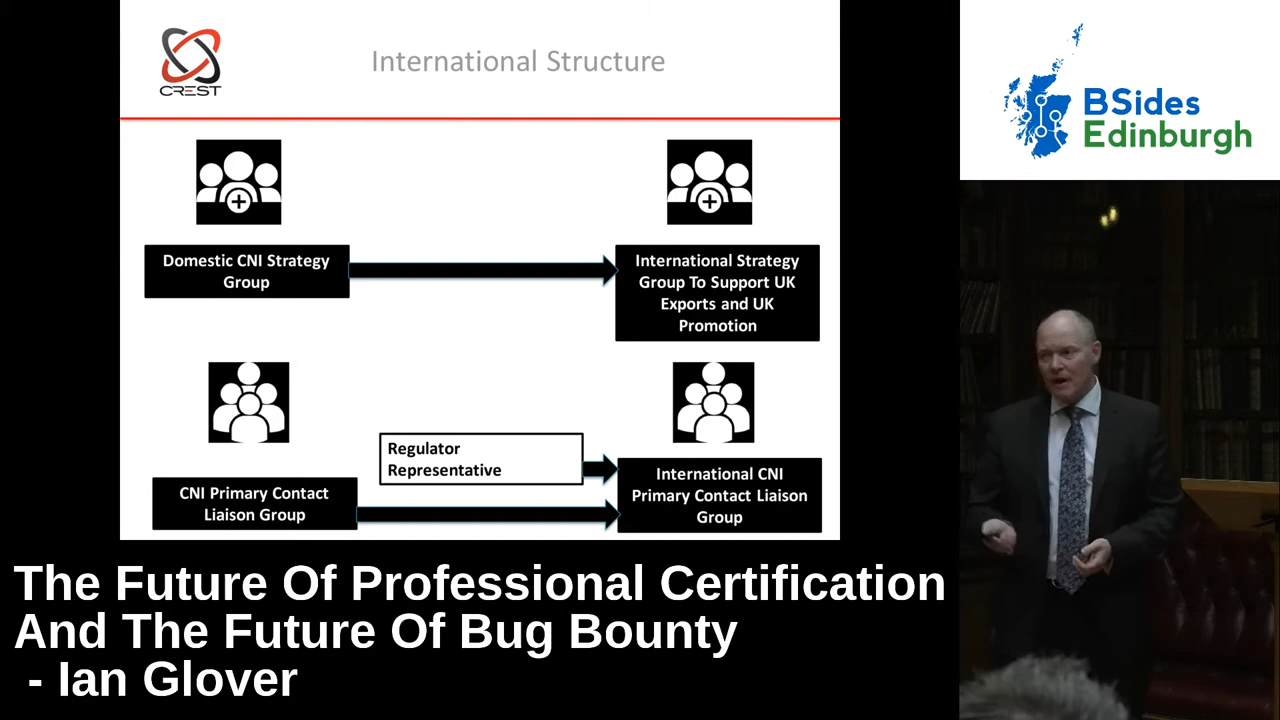 CREST
International Structure
BSides
Edinburgh
Domestic CNI Strategy
Group
International Strategy
Group To Support UK
Exports and UK
Promotion
Regulator
Representative
CNI Primary Contact
Liaison Group
International CNI
Primary Contact Liaison
Group
The Future Of Professional Certification
And The Future Of Bug Bounty
- Ian Glover